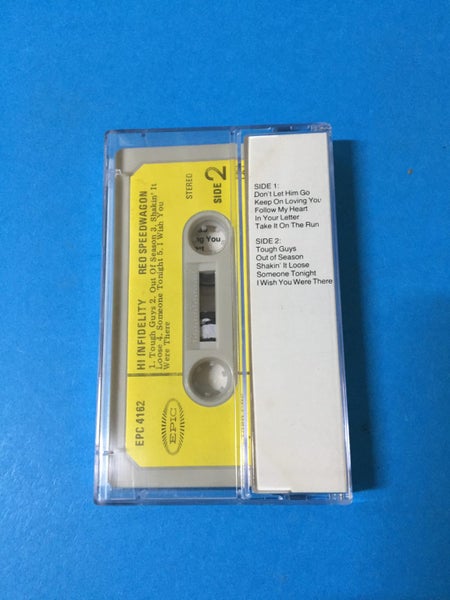 HI INFIDELITY REO SPEEDWAGON
1. Tough Guys 2. Out Of Season 3. Shakin' It
Loose 4. Someone Tonight 5. I Wish You
Were There
STEREO
SIDE 2
EPC 4162
EPIC
ng You
SIDE 1:
Don't Let Him Go
Keep On Loving You
Follow My Heart
In Your Letter
Take It On The Run
SIDE 2:
Tough Guys
Out of Season
Shakin' It Loose
Someone Tonight
I Wish You Were There